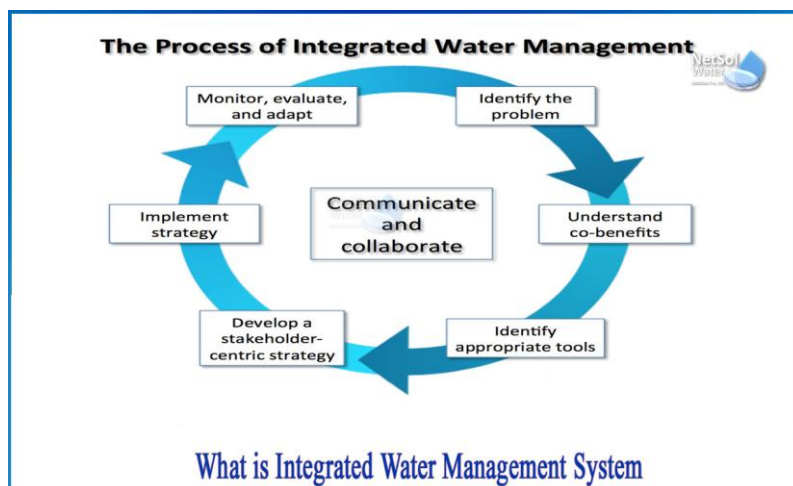 The Process of Integrated Water Management
NetSol
Water
Monitor, evaluate,
and adapt
Identify the
problem
Implement
strategy
Communicate
and
collaborate
Understand
co-benefits
Develop a
stakeholder-
centric strategy
Identify
appropriate tools
What is Integrated Water Management System